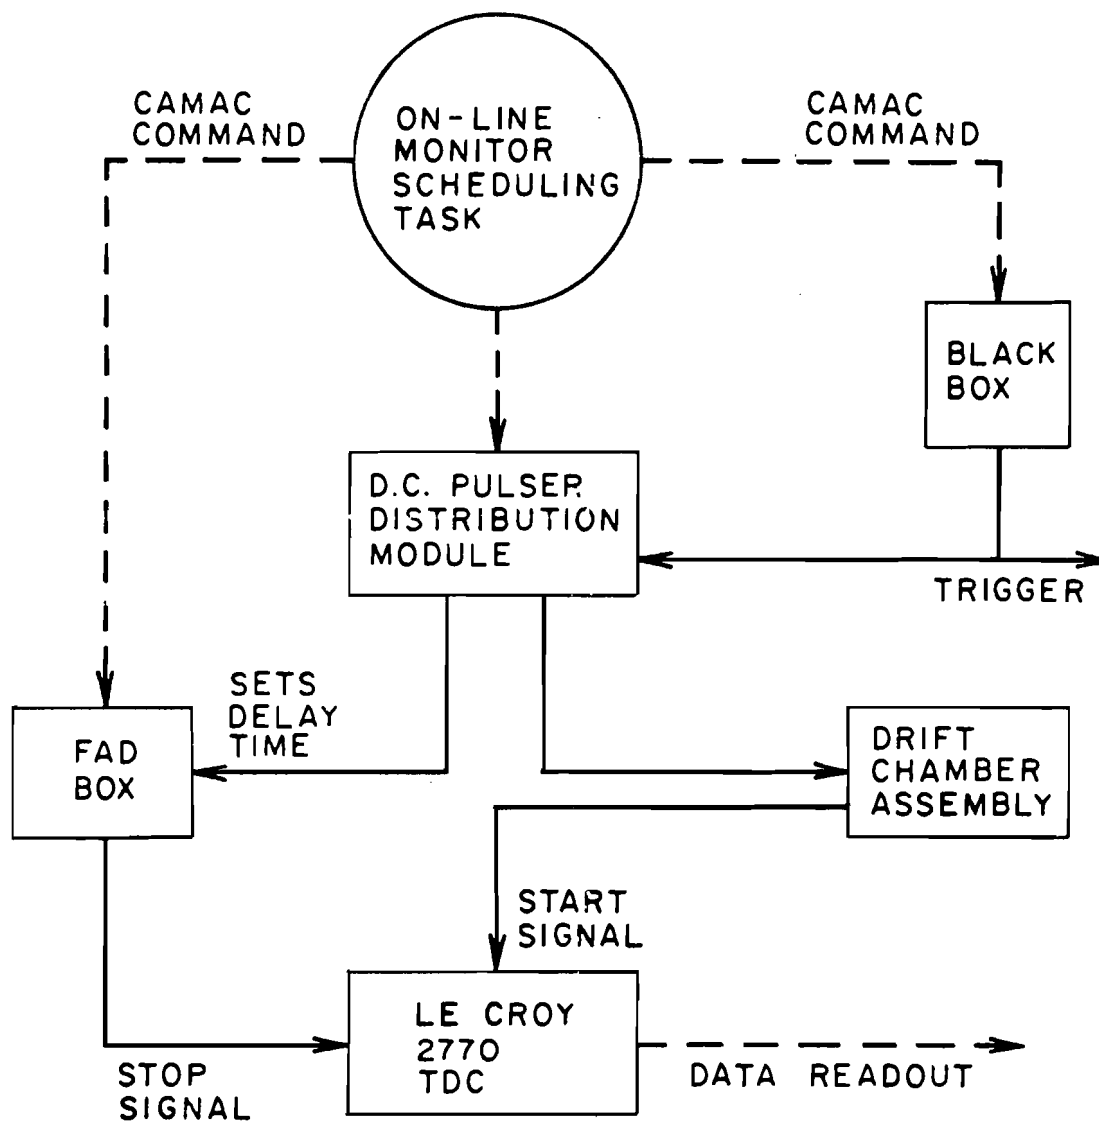 CAMAC
COMMAND
ON-LINE
MONITOR
SCHEDULING
TASK
CAMAC
COMMAND
BLACK
BOX
D.C. PULSER
DISTRIBUTION
MODULE
TRIGGER
SETS
DELAY
TIME
FAD
BOX
DRIFT
CHAMBER
ASSEMBLY
START
SIGNAL
LE CROY
2770
TDC
STOP
SIGNAL
DATA READOUT